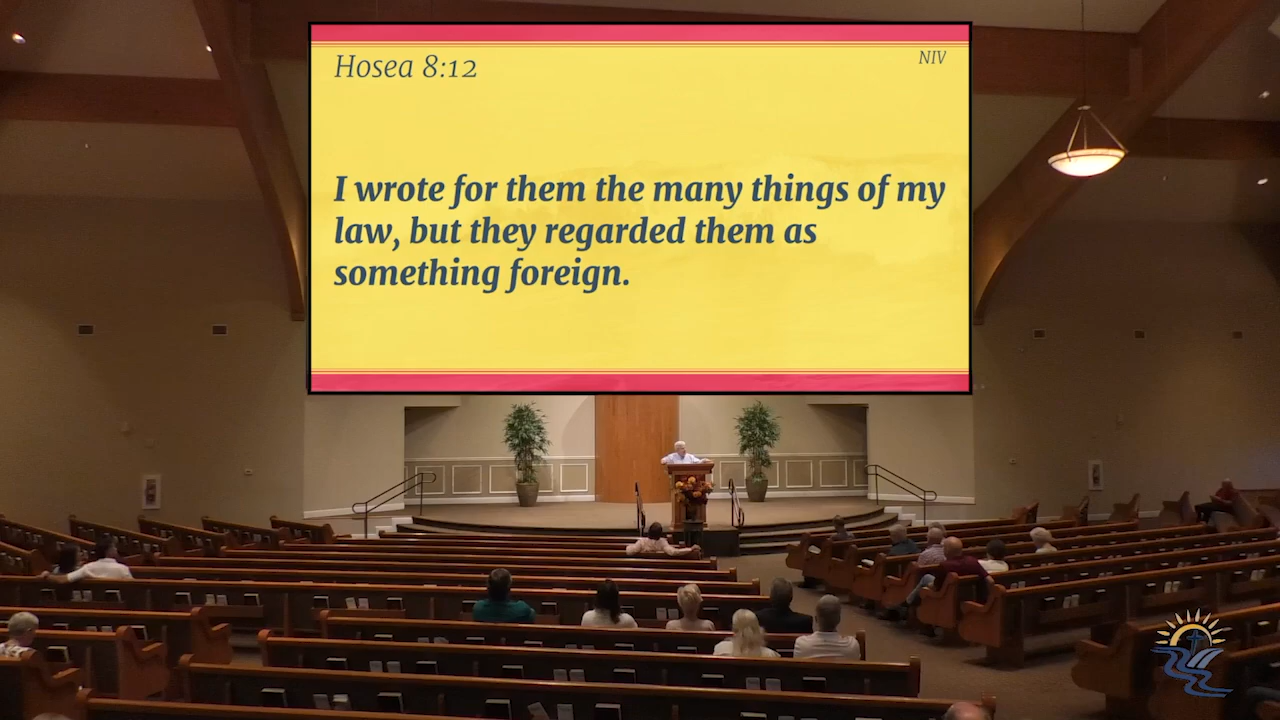 Hosea 8:12
NIV
I wrote for them the many things of my
law, but they regarded them as
something foreign.